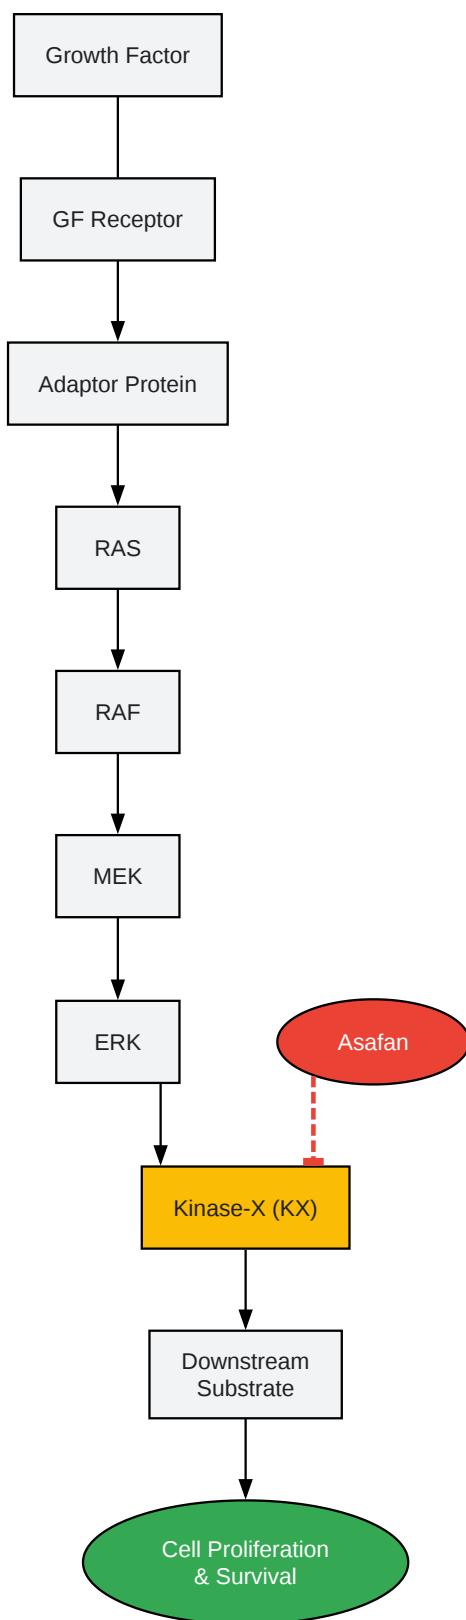 Growth Factor
GF Receptor
Adaptor Protein
RAS
RAF
MEK
ERK
Asafan
Kinase-X (KX)
Downstream
Substrate
Cell Proliferation
& Survival